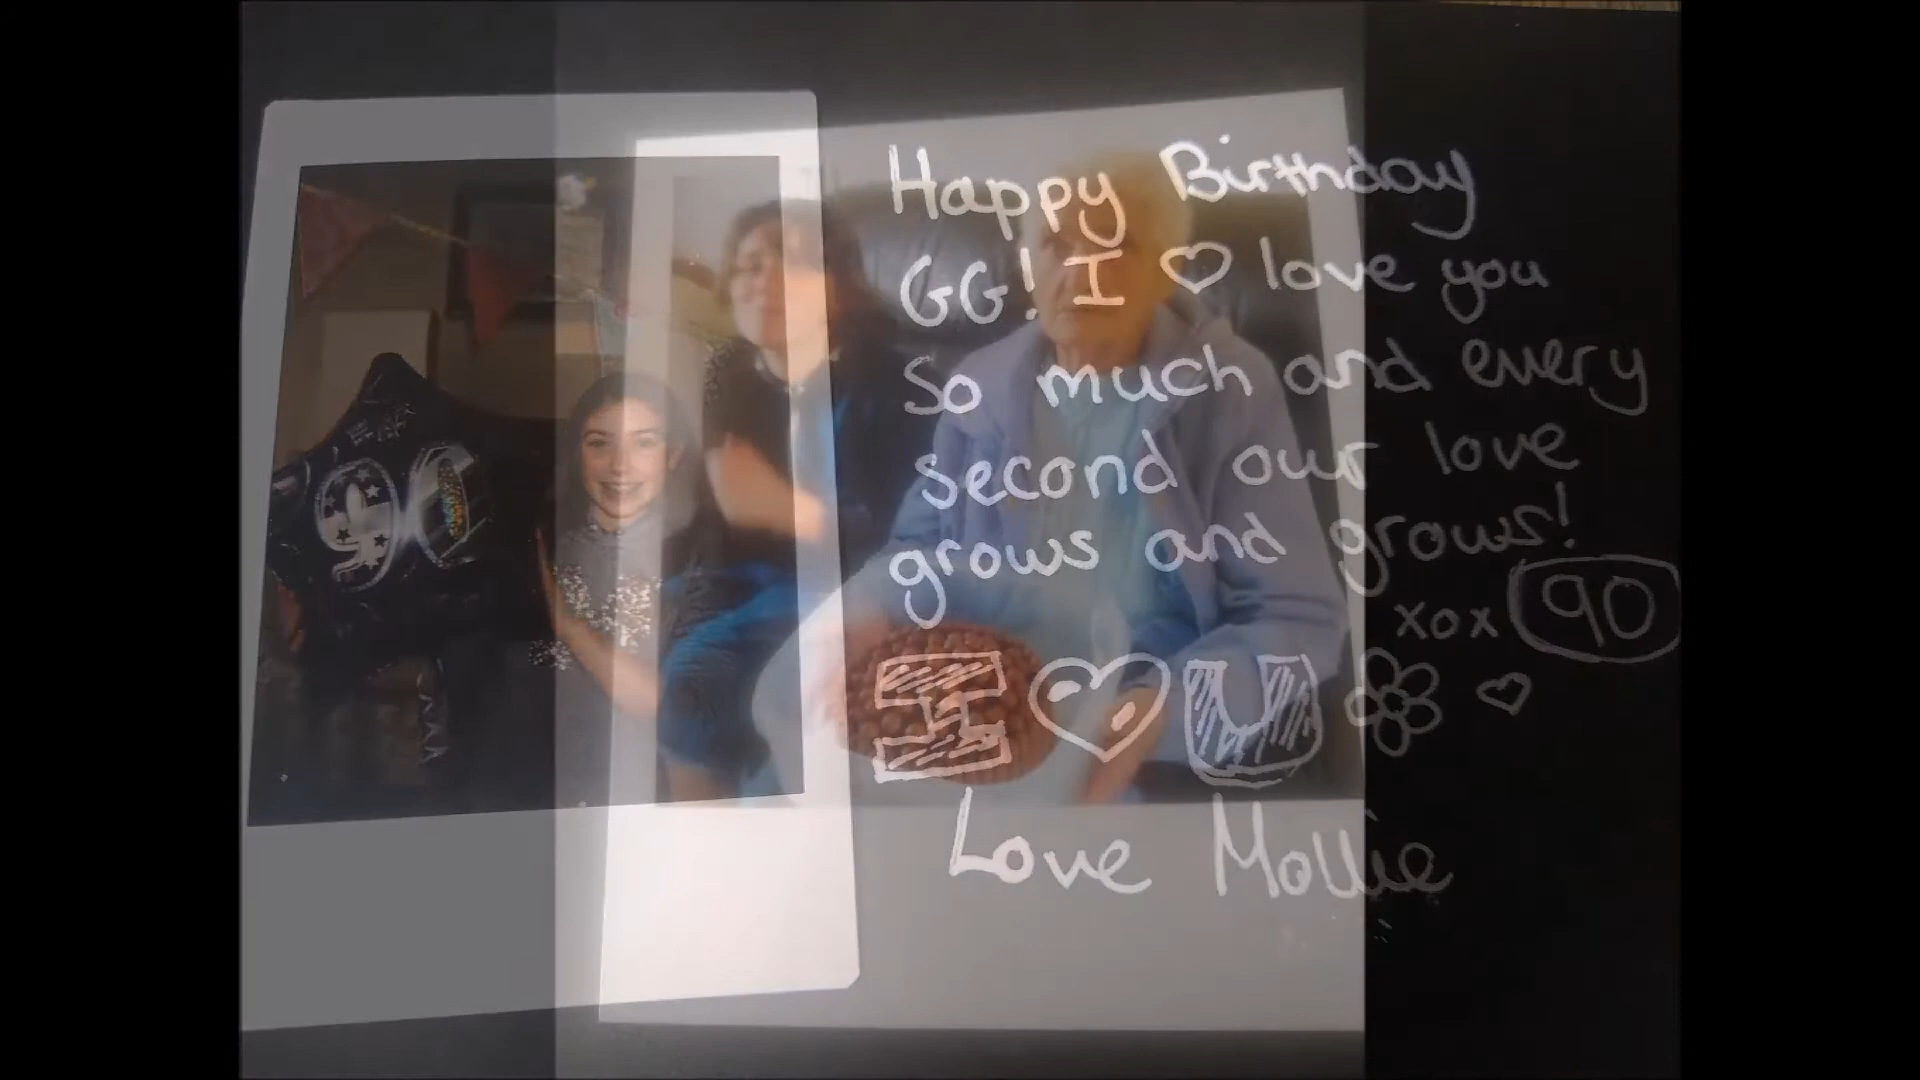 90
Happy Birthday
GG! I ♡ love you
So much and every
second our love
grows and grows!
xox 90
I ♡ U
Love Mollie